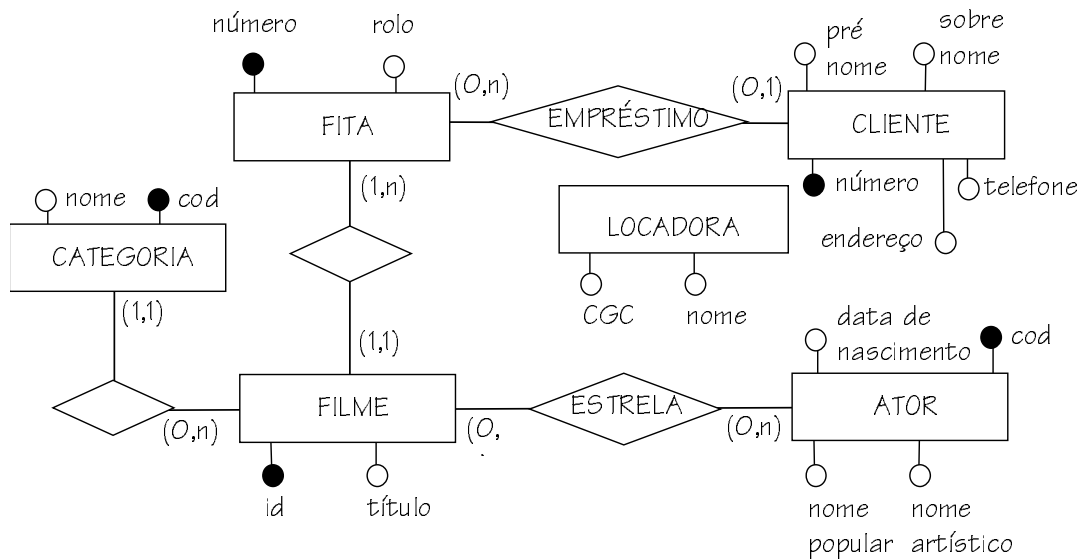 número
rolo
pré
nome
sobre
nome
(0,n)
(0,1)
FITA
EMPRÉSTIMO
CLIENTE
(1,n)
número
telefone
endereço
nome
cod
CATEGORIA
LOCADORA
CGC
nome
(1,1)
(1,1)
data de
nascimento
cod
FILME
ESTRELA
ATOR
(0,n)
(0,
(0,n)
id
título
nome
popular
nome
artístico